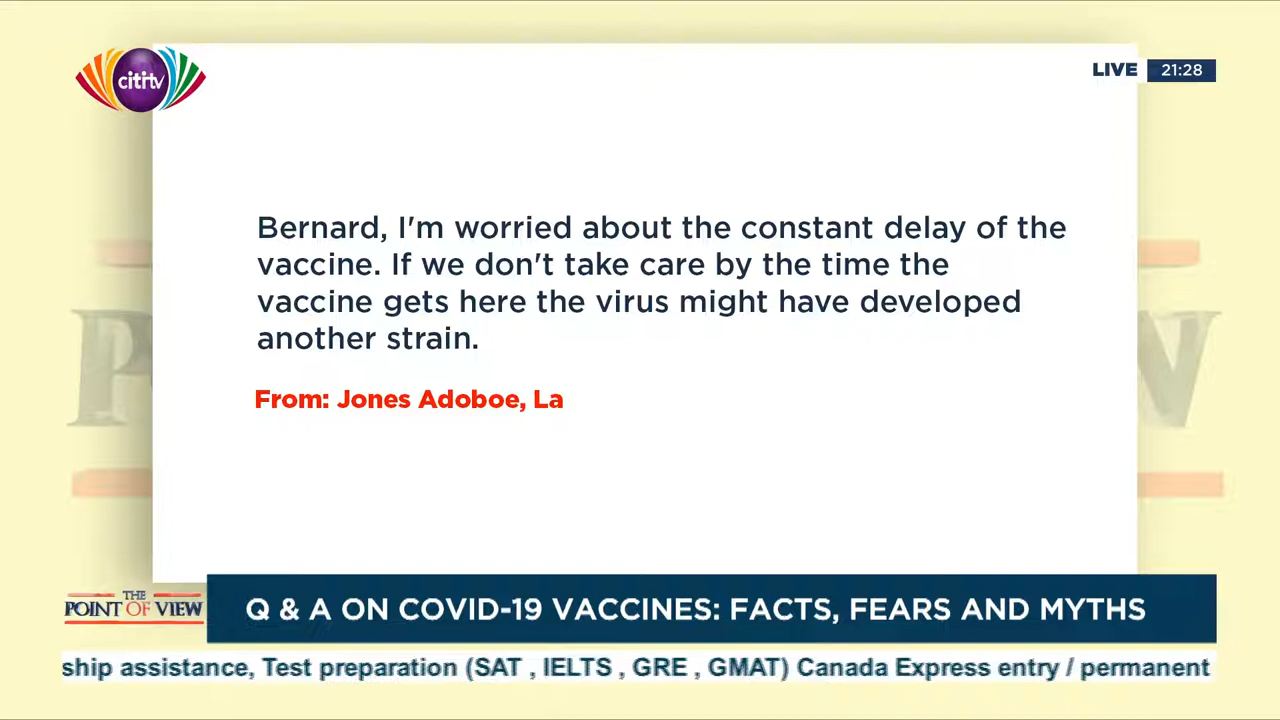 cititv
LIVE 21:28
Bernard, I'm worried about the constant delay of the
vaccine. If we don't take care by the time the
vaccine gets here the virus might have developed
another strain.
From: Jones Adoboe, La
THE
POINT OF VIEW
Q & A ON COVID-19 VACCINES: FACTS, FEARS AND MYTHS
ship assistance, Test preparation (SAT , IELTS , GRE , GMAT) Canada Express entry / permanent